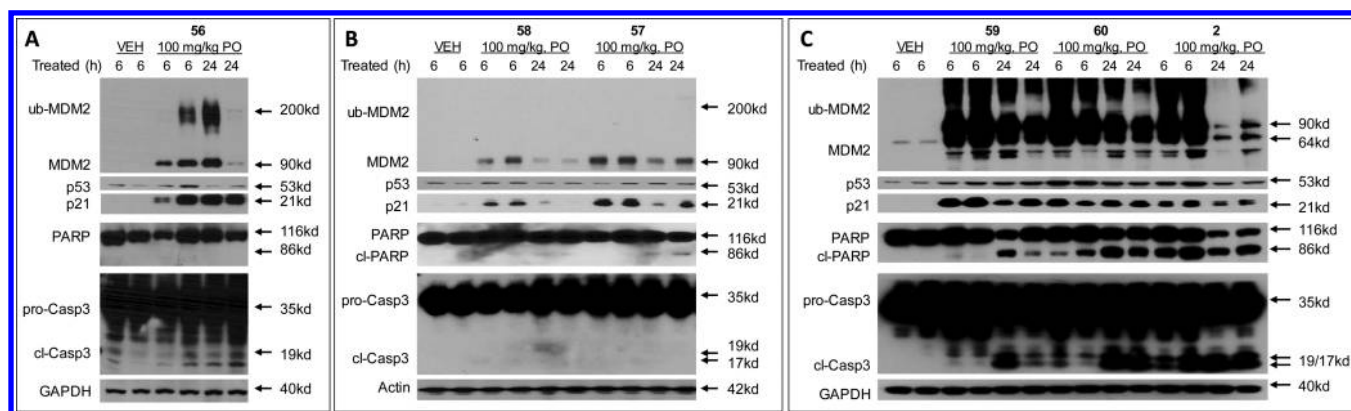 A
56
VEH 100 mg/kg PO
Treated (h) 6 6 6 6 24 24
ub-MDM2 200kd
MDM2 90kd
p53 53kd
p21 21kd
PARP 116kd
86kd
pro-Casp3 35kd
cl-Casp3 19kd
GAPDH 40kd
B
58 57
VEH 100 mg/kg, PO 100 mg/kg, PO
Treated (h) 6 6 6 6 24 24 6 6 24 24
ub-MDM2 200kd
MDM2 90kd
p53 53kd
p21 21kd
PARP 116kd
86kd
pro-Casp3 35kd
19kd
cl-Casp3 17kd
Actin 42kd
C
59 60 2
VEH 100 mg/kg, PO 100 mg/kg, PO 100 mg/kg, PO
Treated (h) 6 6 6 6 24 24 6 6 24 24 6 6 24 24
ub-MDM2 90kd
64kd
MDM2
p53 53kd
p21 21kd
PARP 116kd
cl-PARP 86kd
pro-Casp3 35kd
cl-Casp3 19/17kd
GAPDH 40kd